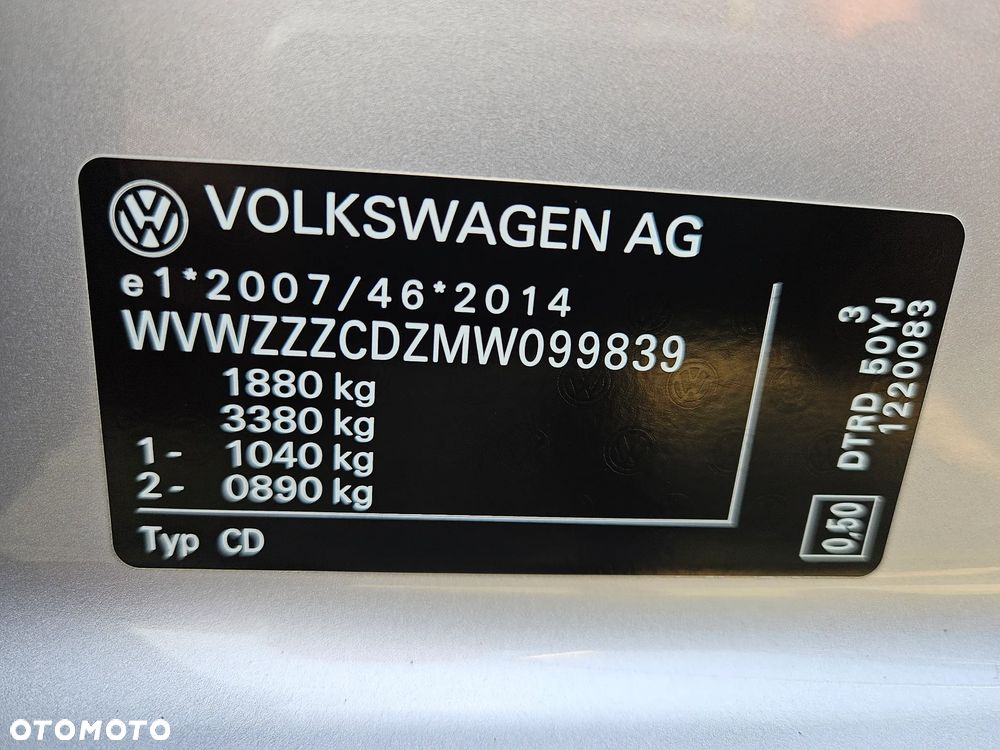 VOLKSWAGEN AG
e1*2007/46*2014
WVWZZZCDZMW099839
1880 kg
3380 kg
1- 1040 kg
2- 0890 kg
Typ CD
3
DTRD 50YJ
1220083
0,50
OTOMOTO